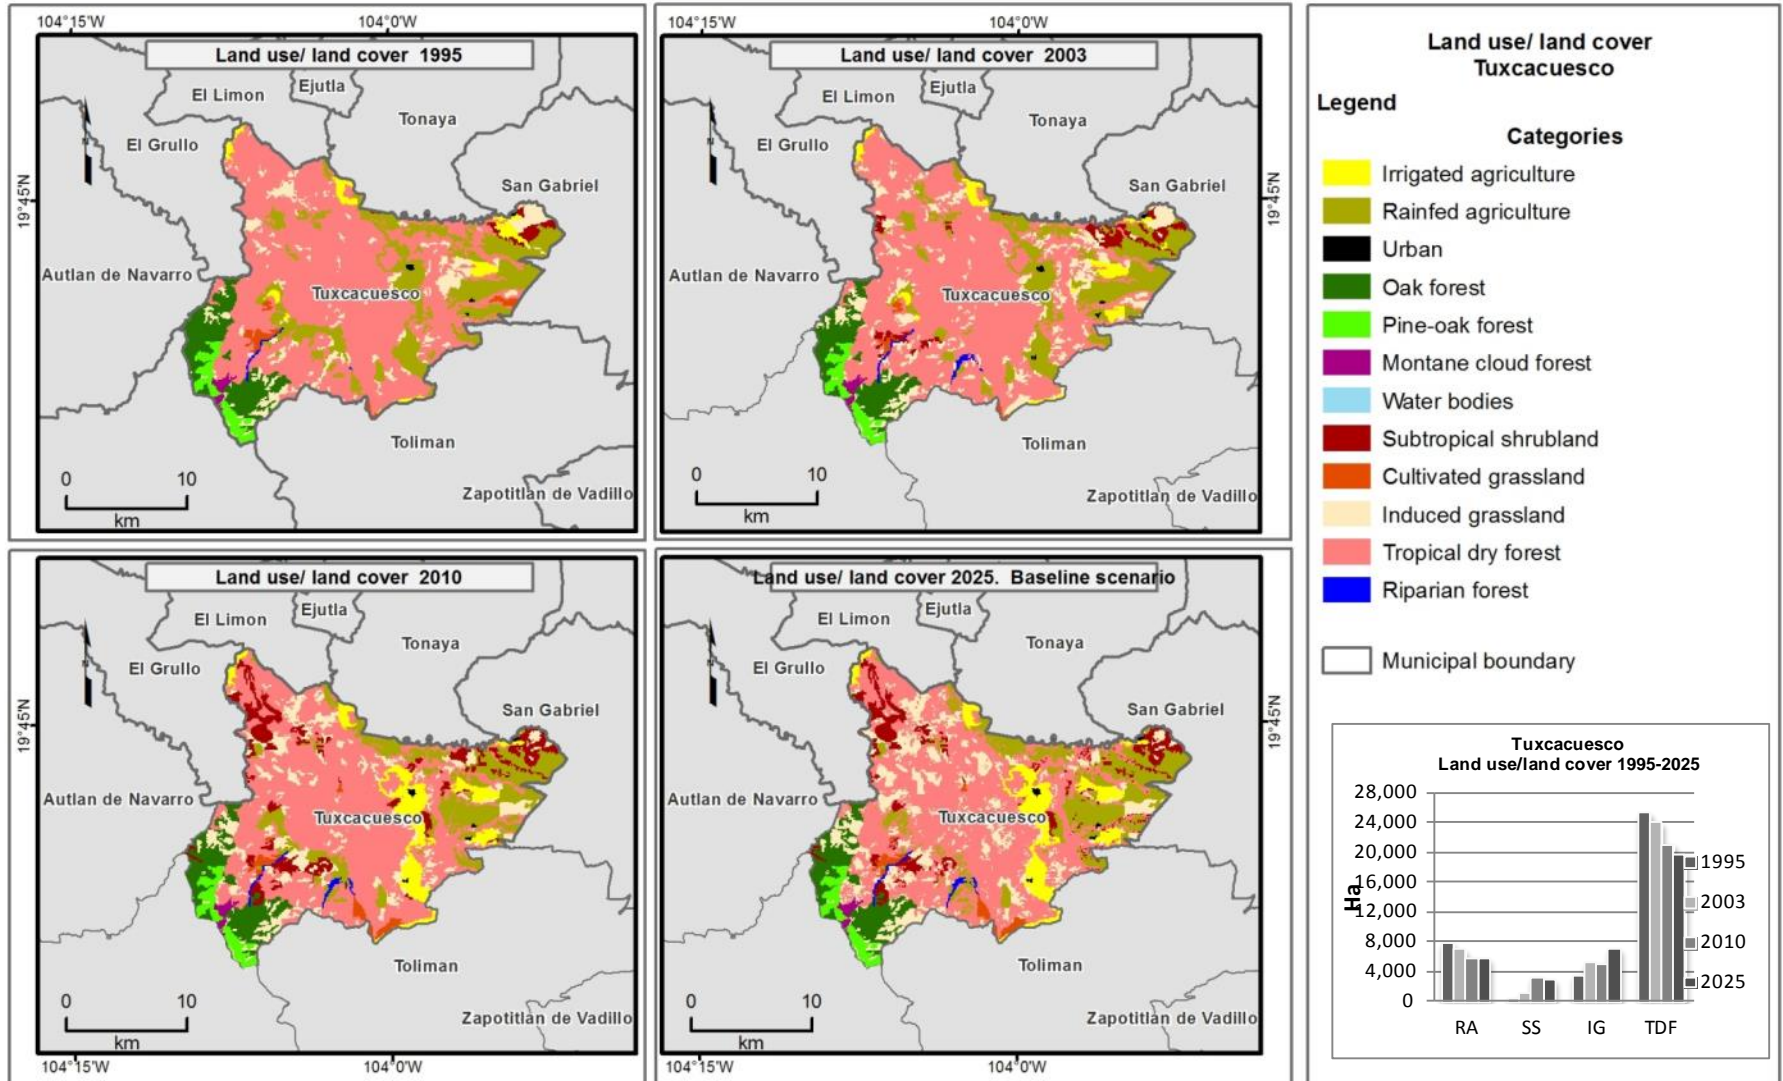 104°15'W
104°0'W
Land use/ land cover 1995
Ejutla
El Limon
Tonaya
El Grullo
San Gabriel
19°45'N
Autlan de Navarro
Tuxcacuesco
Toliman
0
10
km
Zapotitlan de Vadillo
104°15'W
104°0'W
Land use/ land cover 2003
Ejutla
El Limon
Tonaya
El Grullo
San Gabriel
19°45'N
Autlan de Navarro
Tuxcacuesco
Toliman
0
10
km
Zapotitlan de Vadillo
Land use/ land cover 2010
Ejutla
El Limon
Tonaya
El Grullo
San Gabriel
19°45'N
Autlan de Navarro
Tuxcacuesco
Toliman
0
10
km
Zapotitlan de Vadillo
104°15'W
104°0'W
Land use/ land cover 2025. Baseline scenario
Ejutla
El Limon
Tonaya
El Grullo
San Gabriel
19°45'N
Autlan de Navarro
Tuxcacuesco
Toliman
0
10
km
Zapotitlan de Vadillo
104°15'W
104°0'W
Land use/ land cover
Tuxcacuesco
Legend
Categories
Irrigated agriculture
Rainfed agriculture
Urban
Oak forest
Pine-oak forest
Montane cloud forest
Water bodies
Subtropical shrubland
Cultivated grassland
Induced grassland
Tropical dry forest
Riparian forest
Municipal boundary
Tuxcacuesco
Land use/land cover 1995-2025
Ha
28,000
24,000
20,000
16,000
12,000
8,000
4,000
0
RA
SS
IG
TDF
1995
2003
2010
2025